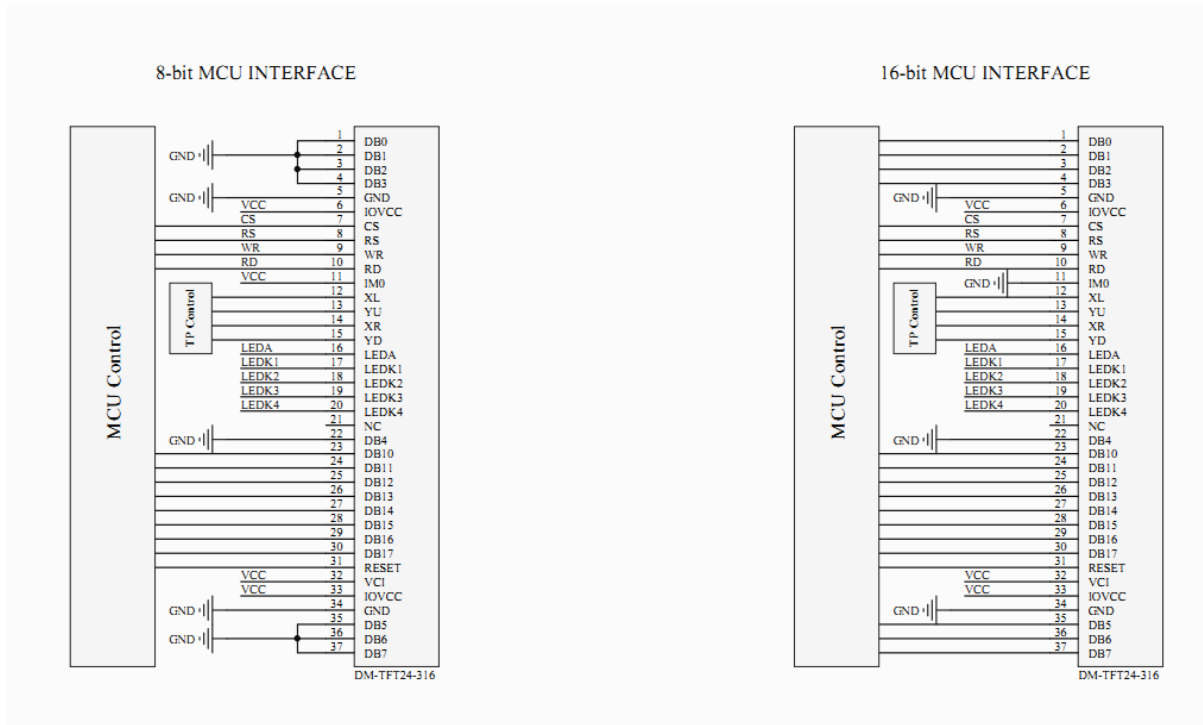 8-bit MCU INTERFACE
MCU Control
GND
GND
VCC
CS
RS
WR
RD
VCC
TP Control
LEDA
LEDK1
LEDK2
LEDK3
LEDK4
GND
VCC
VCC
GND
GND
1 DB0
2 DB1
3 DB2
4 DB3
5 GND
6 IOVCC
7 CS
8 RS
9 WR
10 RD
11 IM0
12 XL
13 YU
14 XR
15 YD
16 LEDA
17 LEDK1
18 LEDK2
19 LEDK3
20 LEDK4
21 NC
22 DB4
23 DB10
24 DB11
25 DB12
26 DB13
27 DB14
28 DB15
29 DB16
30 DB17
31 RESET
32 VCI
33 IOVCC
34 GND
35 DB5
36 DB6
37 DB7
DM-TFT24-316
16-bit MCU INTERFACE
MCU Control
GND
VCC
CS
RS
WR
RD
GND
TP Control
LEDA
LEDK1
LEDK2
LEDK3
LEDK4
GND
VCC
VCC
GND
1 DB0
2 DB1
3 DB2
4 DB3
5 GND
6 IOVCC
7 CS
8 RS
9 WR
10 RD
11 IM0
12 XL
13 YU
14 XR
15 YD
16 LEDA
17 LEDK1
18 LEDK2
19 LEDK3
20 LEDK4
21 NC
22 DB4
23 DB10
24 DB11
25 DB12
26 DB13
27 DB14
28 DB15
29 DB16
30 DB17
31 RESET
32 VCI
33 IOVCC
34 GND
35 DB5
36 DB6
37 DB7
DM-TFT24-316